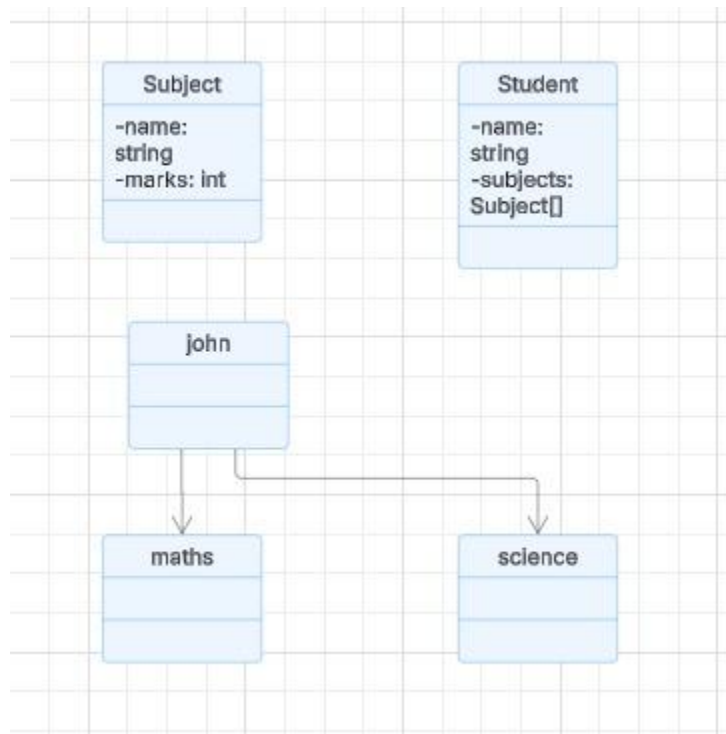 Subject
-name:
string
-marks: int
Student
-name:
string
-subjects:
Subject[]
john
maths
science